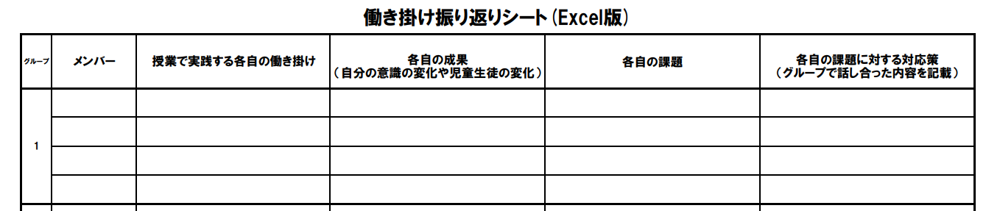 働き掛け振り返りシート(Excel版)
グループ
メンバー
授業で実践する各自の働き掛け
各自の成果
（自分の意識の変化や児童生徒の変化）
各自の課題
各自の課題に対する対応策
（グループで話し合った内容を記載）
1